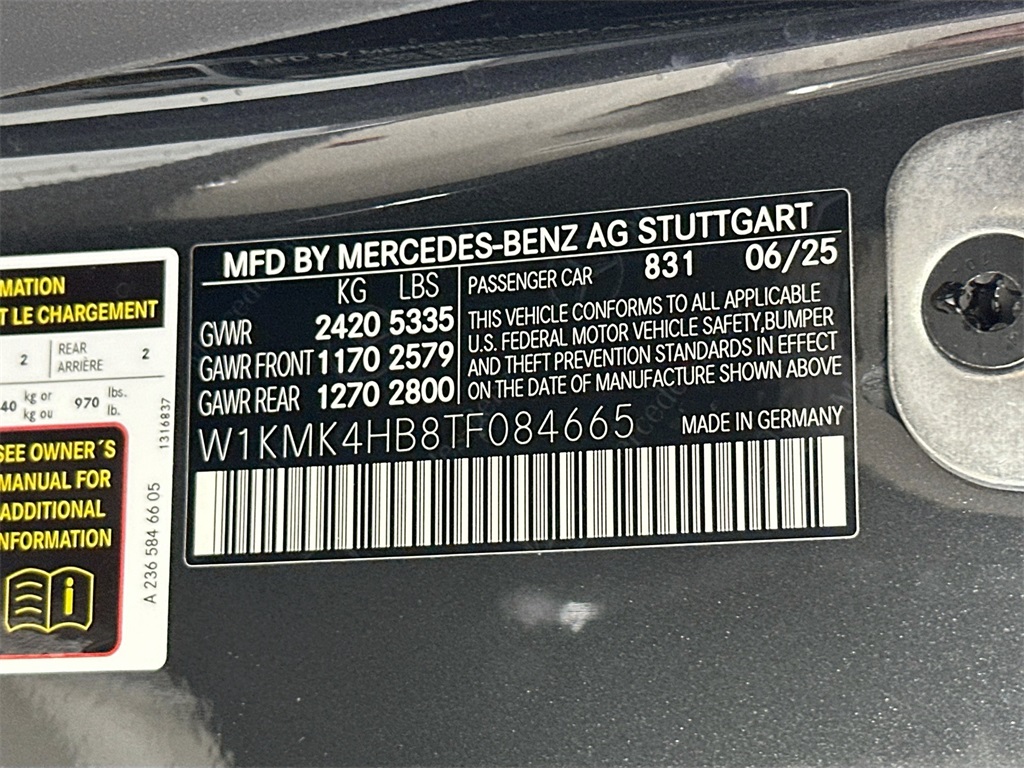 MFD BY MERCEDES-BENZ AG STUTTGART
KG LBS
GVWR 2420 5335
GAWR FRONT 1170 2579
GAWR REAR 1270 2800
PASSENGER CAR 831 06/25
THIS VEHICLE CONFORMS TO ALL APPLICABLE
U.S. FEDERAL MOTOR VEHICLE SAFETY,BUMPER
AND THEFT PREVENTION STANDARDS IN EFFECT
ON THE DATE OF MANUFACTURE SHOWN ABOVE
W1KMK4HB8TF084665 MADE IN GERMANY
MATION
T LE CHARGEMENT
2 REAR 2
ARRIÈRE
40 kg or 970 lbs.
kg ou lb.
SEE OWNER´S
MANUAL FOR
ADDITIONAL
NFORMATION
i
1316837
A 236 584 66 05